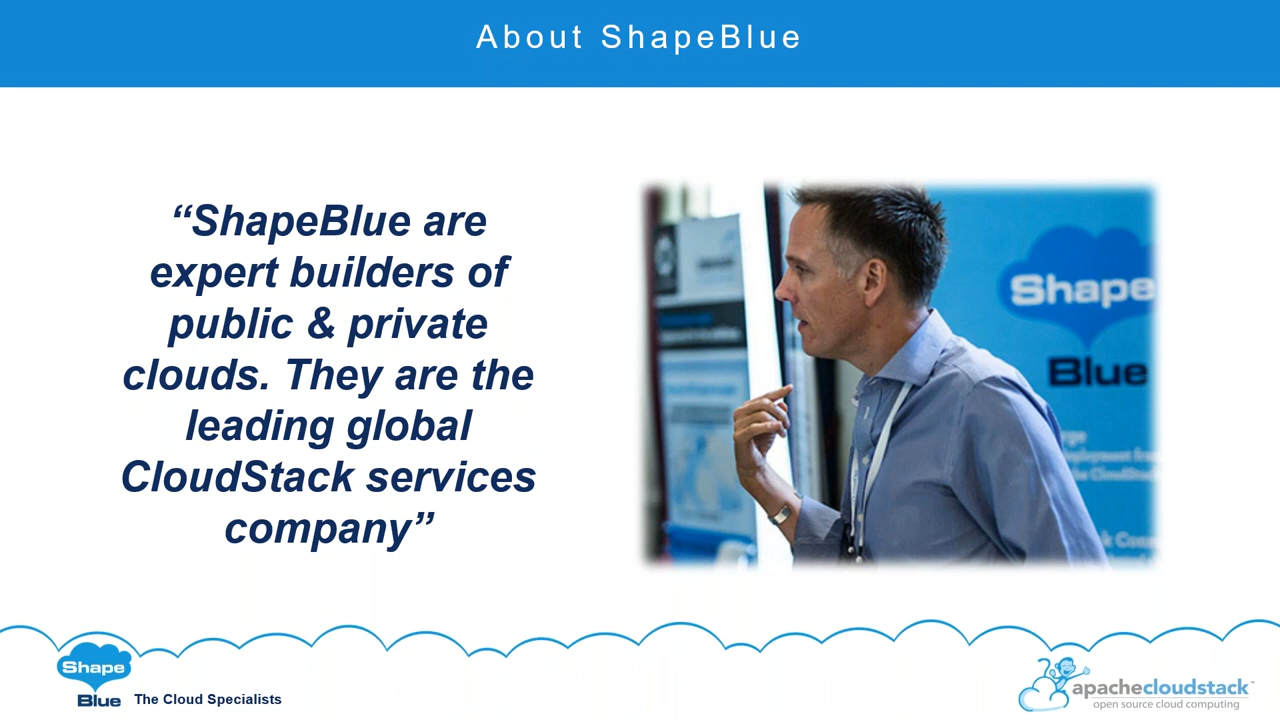 About ShapeBlue
“ShapeBlue are
expert builders of
public & private
clouds. They are the
leading global
CloudStack services
company”
Shape
Blue
Shape
Blue
The Cloud Specialists
apachecloudstack™
open source cloud computing